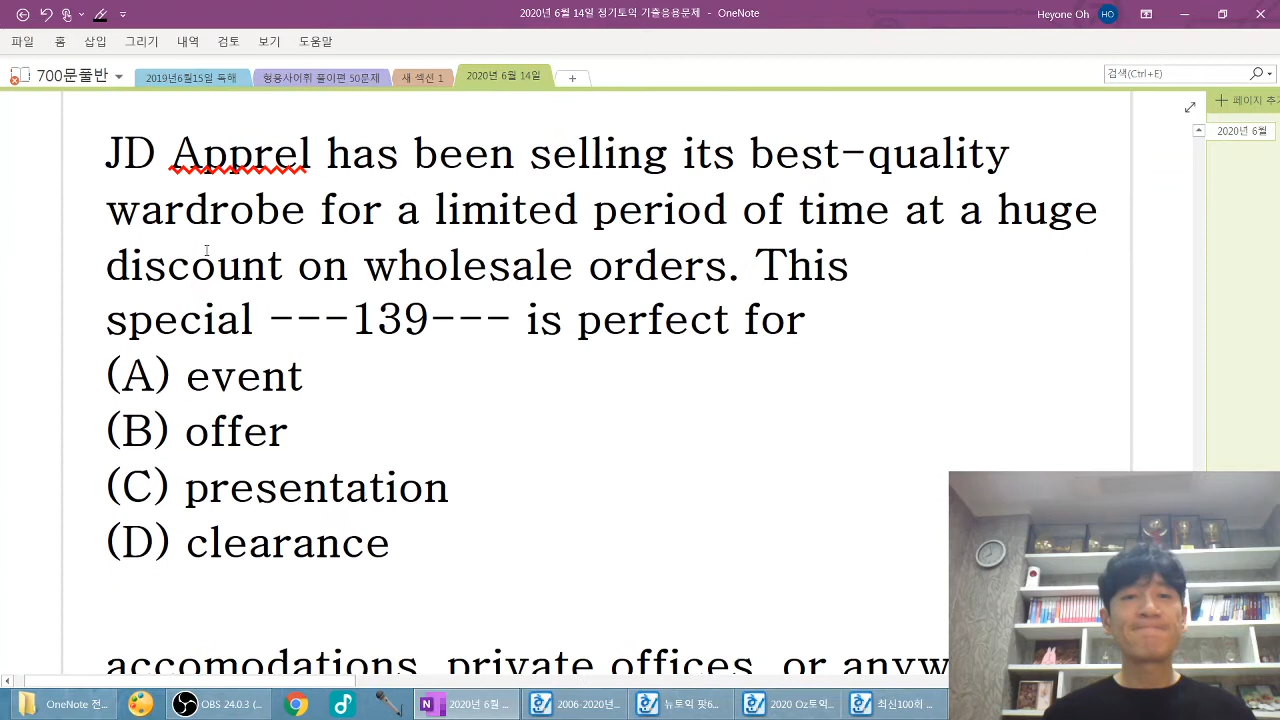 2020년 6월 14일 정기토익 기출응용문제 - OneNote
Heyone Oh
HO
파일 홈 삽입 그리기 내역 검토 보기 도움말
700문풀반
2019년6월15일 독해
형용사어휘 풀이편 50문제
새 섹션 1
2020년 6월 14일
검색(Ctrl+E)
페이지 추가
2020년 6월
JD Apprel has been selling its best-quality
wardrobe for a limited period of time at a huge
discount on wholesale orders. This
special ---139--- is perfect for
(A) event
(B) offer
(C) presentation
(D) clearance
accomodations, private offices, or anyw
OneNote 전...
OBS 24.0.3 (...
2020년 6월 ...
2006-2020년...
뉴토익 팟6...
2020 Oz토익...
최신100회 ...